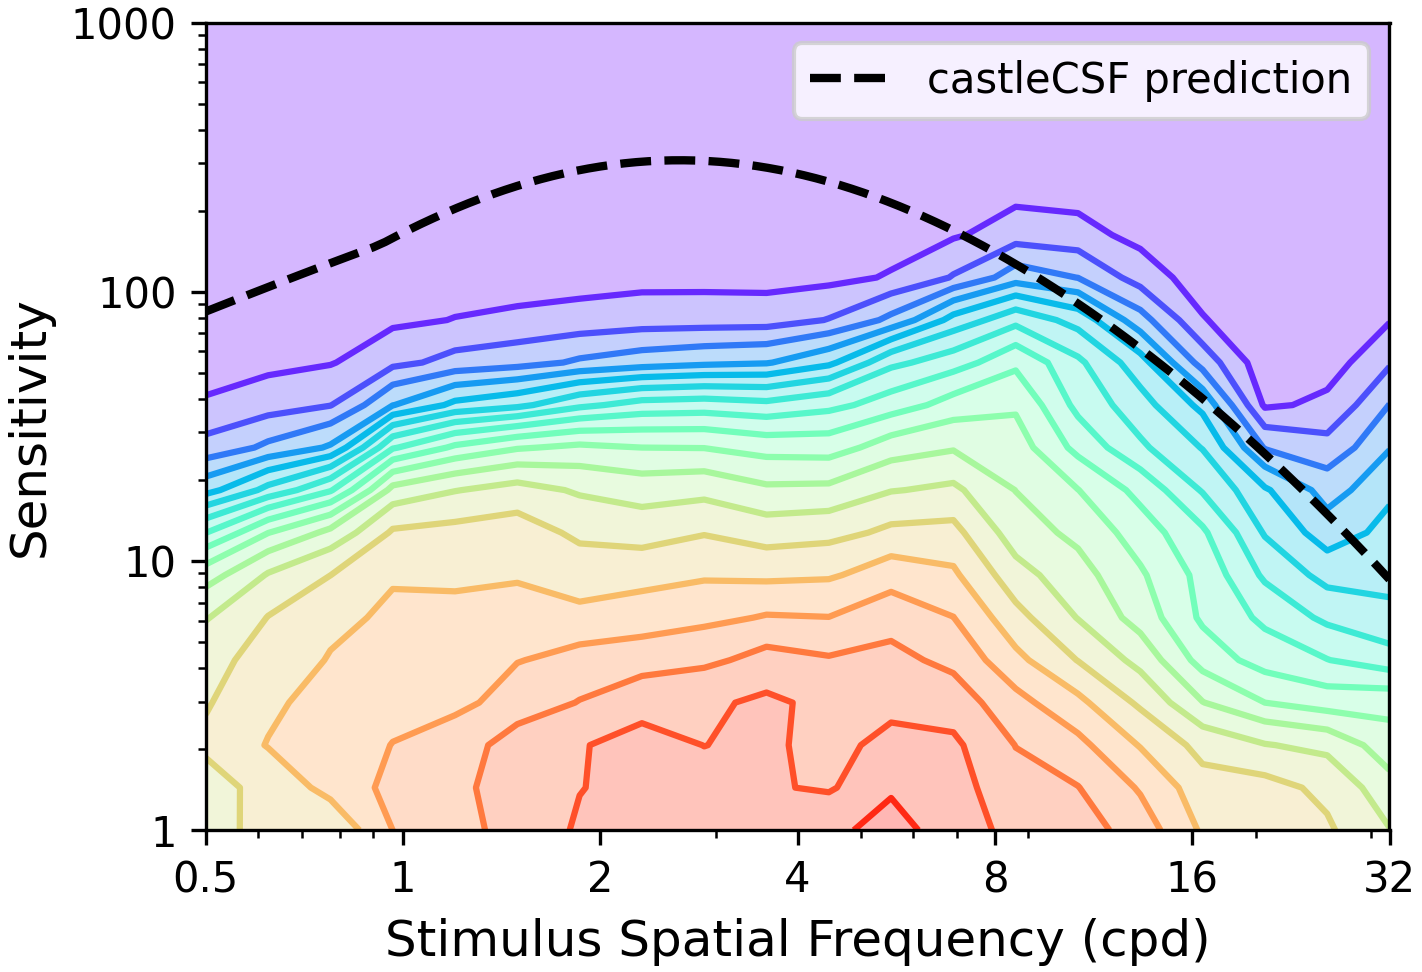 1000
castleCSF prediction
100
Sensitivity
10
1
0.5 1 2 4 8 16 32
Stimulus Spatial Frequency (cpd)